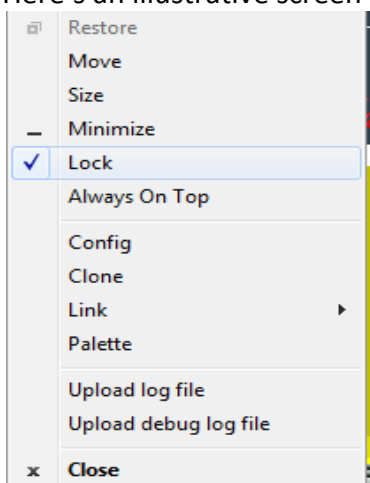 Here's an illustrative screen
Restore
Move
Size
Minimize
Lock
Always On Top
Config
Clone
Link
Palette
Upload log file
Upload debug log file
Close